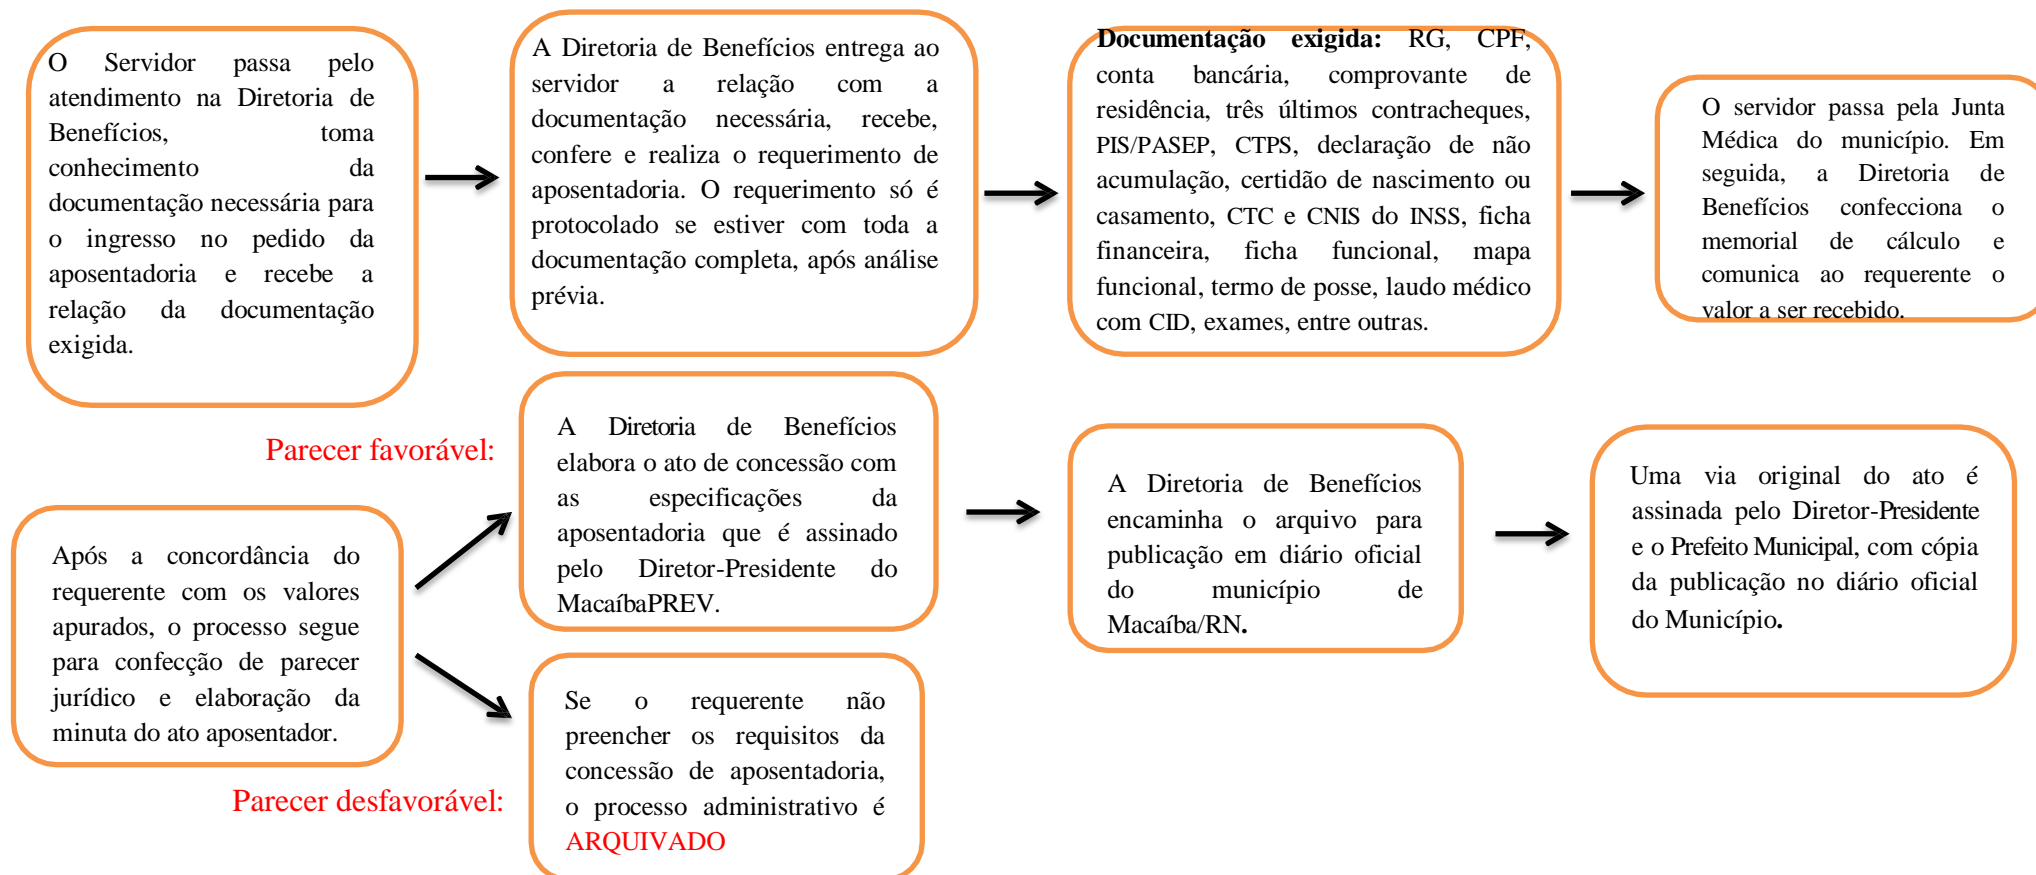 O Servidor passa pelo
atendimento na Diretoria de
Benefícios, toma
conhecimento da
documentação necessária para
o ingresso no pedido da
aposentadoria e recebe a
relação da documentação
exigida.
A Diretoria de Benefícios entrega ao
servidor a relação com a
documentação necessária, recebe,
confere e realiza o requerimento de
aposentadoria. O requerimento só é
protocolado se estiver com toda a
documentação completa, após análise
prévia.
Documentação exigida: RG, CPF,
conta bancária, comprovante de
residência, três últimos contracheques,
PIS/PASEP, CTPS, declaração de não
acumulação, certidão de nascimento ou
casamento, CTC e CNIS do INSS, ficha
financeira, ficha funcional, mapa
funcional, termo de posse, laudo médico
com CID, exames, entre outras.
O servidor passa pela Junta
Médica do município. Em
seguida, a Diretoria de
Benefícios confecciona o
memorial de cálculo e
comunica ao requerente o
valor a ser recebido.
Após a concordância do
requerente com os valores
apurados, o processo segue
para confecção de parecer
jurídico e elaboração da
minuta do ato aposentador.
Parecer favorável:
A Diretoria de Benefícios
elabora o ato de concessão com
as especificações da
aposentadoria que é assinado
pelo Diretor-Presidente do
MacaíbaPREV.
A Diretoria de Benefícios
encaminha o arquivo para
publicação em diário oficial
do município de
Macaíba/RN.
Uma via original do ato é
assinada pelo Diretor-Presidente
e o Prefeito Municipal, com cópia
da publicação no diário oficial
do Município.
Parecer desfavorável:
Se o requerente não
preencher os requisitos da
concessão de aposentadoria,
o processo administrativo é
ARQUIVADO